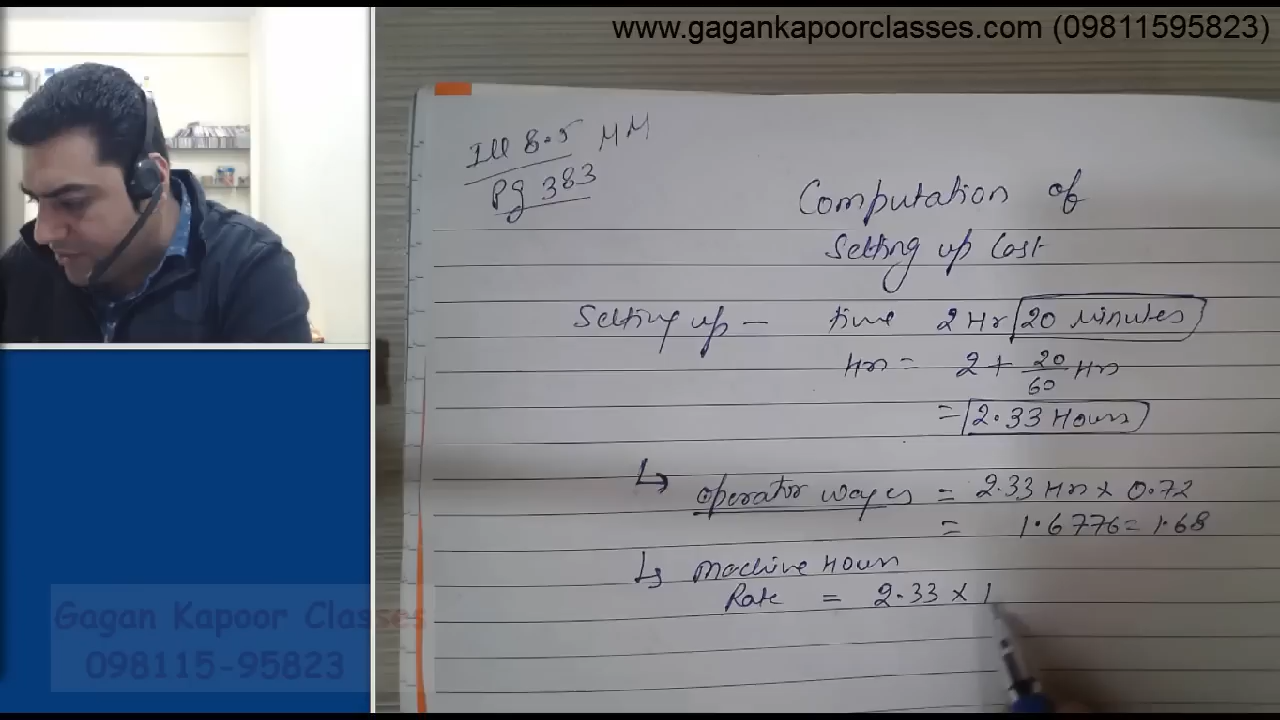 www.gagankapoorclasses.com (09811595823)
Ill 8.5 MM
Pg 383
Computation of
Setting up Cost
Setting up – time 2 Hr 20 minutes
Hrs = 2 + 20/60 Hrs
= 2.33 Hours
↳ operator wages = 2.33 Hrs × 0.72
= 1.6776 = 1.68
↳ Machine Hours
Rate = 2.33 × 1
Gagan Kapoor Classes
098115-95823